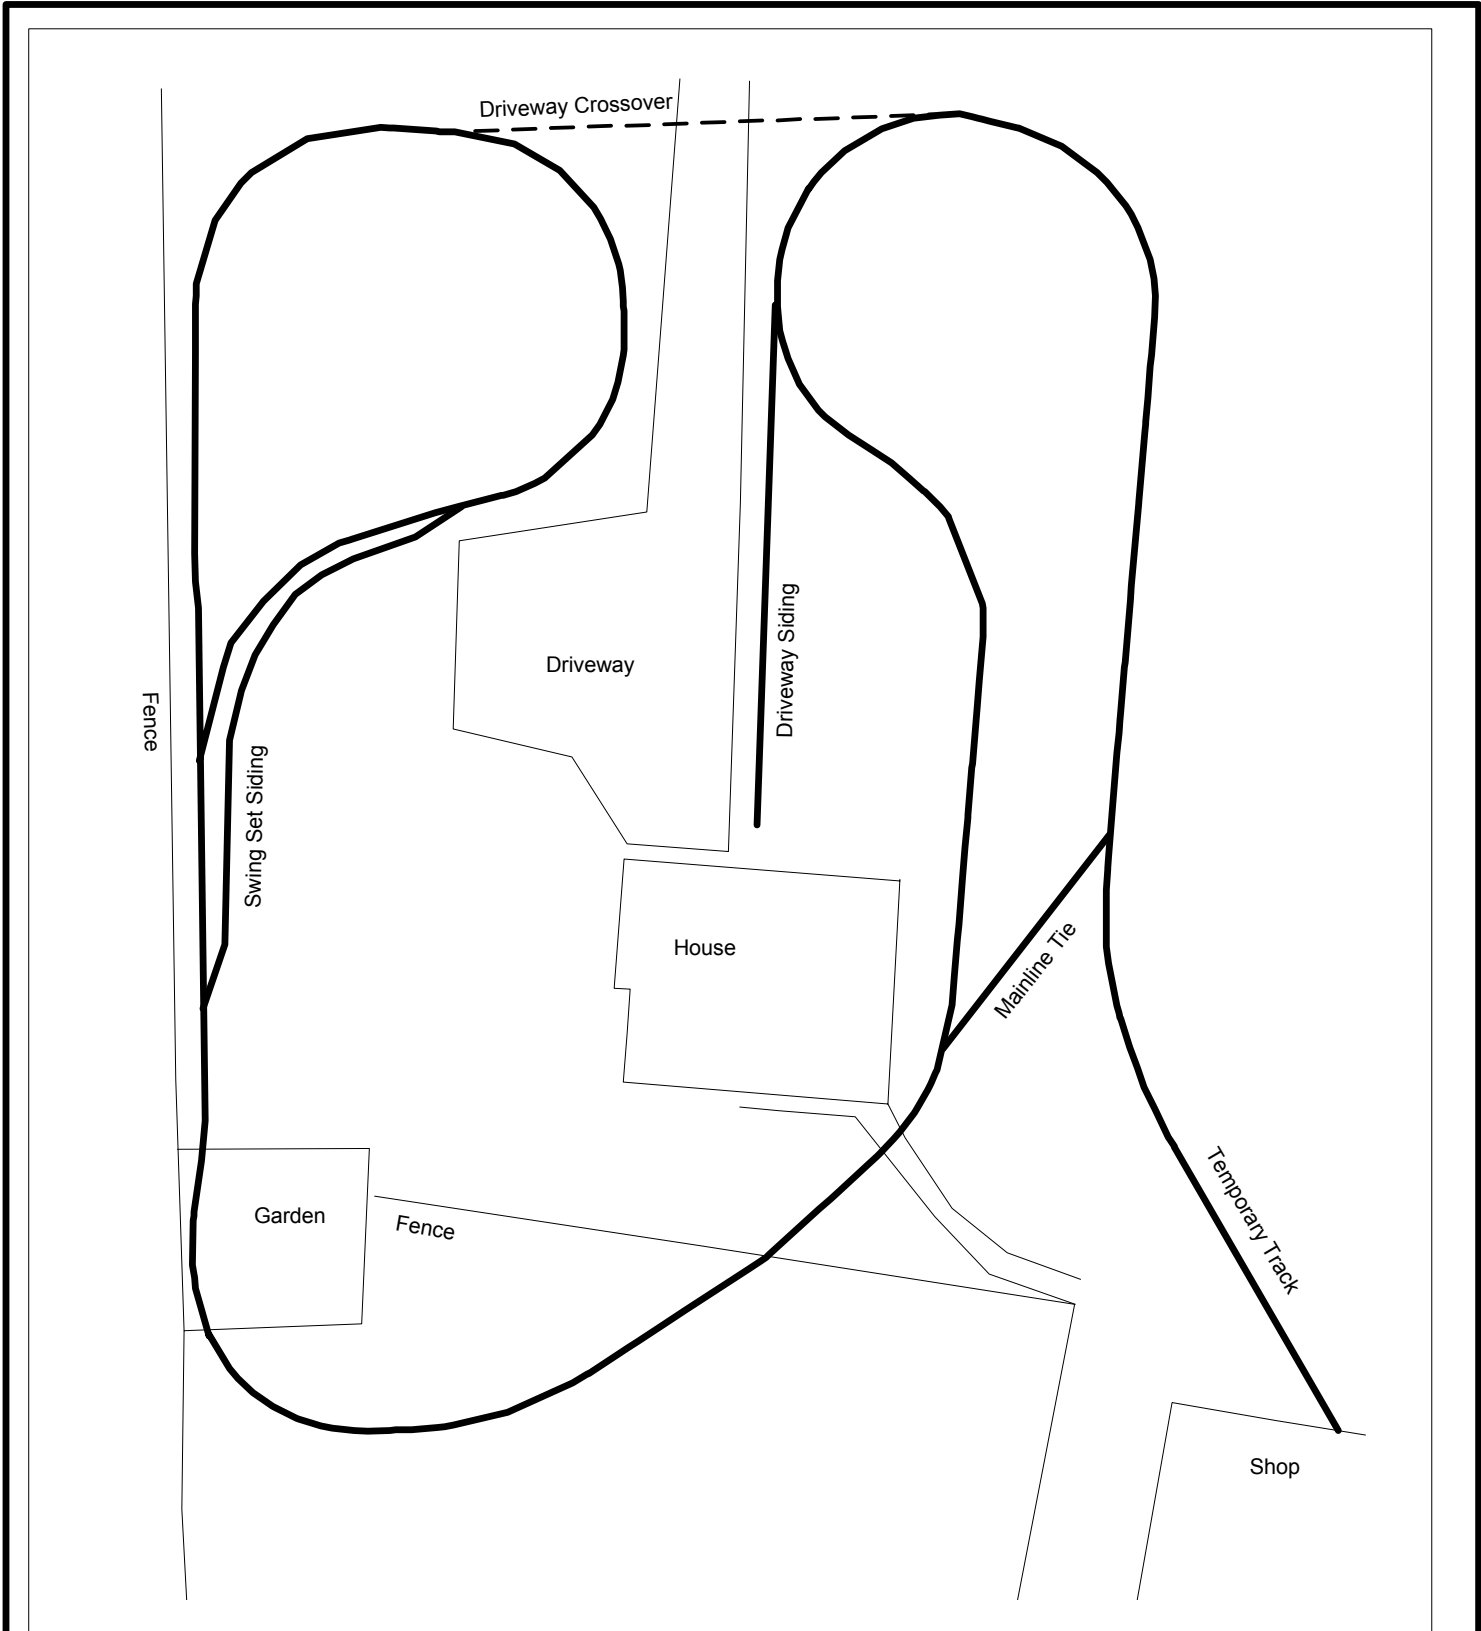 Driveway Crossover
Driveway Siding
Driveway
Fence
Swing Set Siding
House
Mainline Tie
Garden
Fence
Temporary Track
Shop